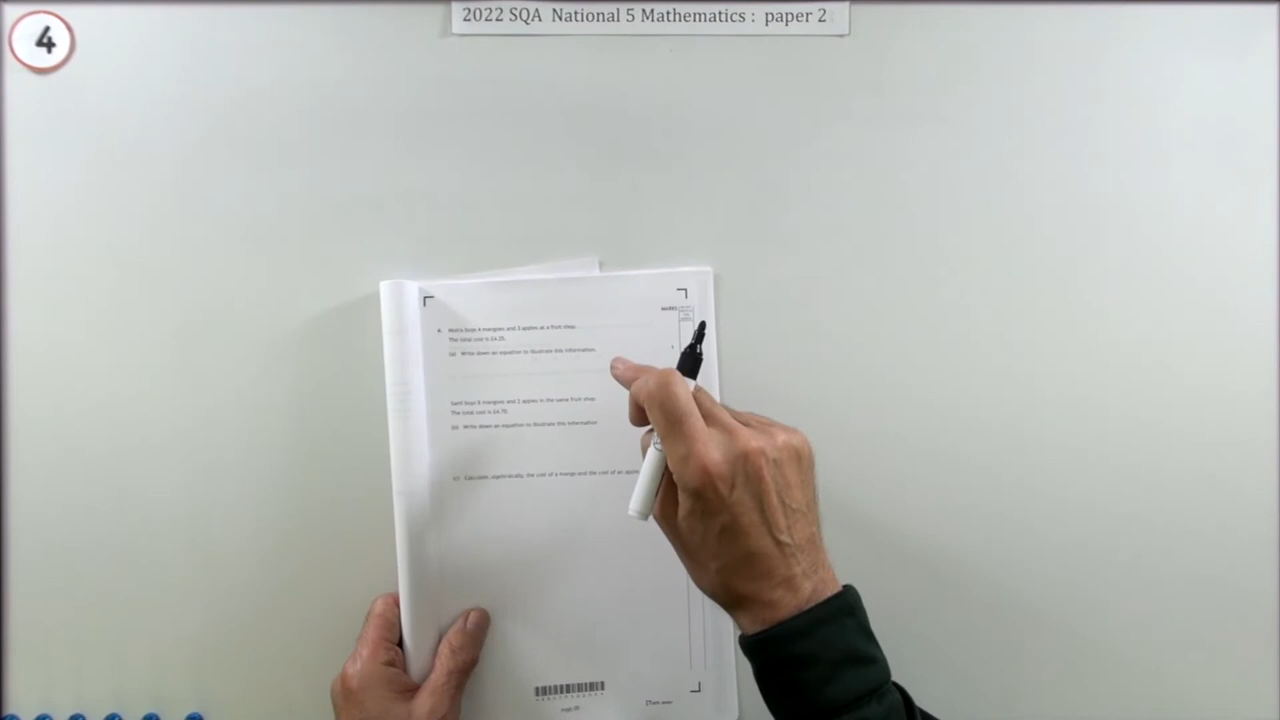 4
2022 SQA National 5 Mathematics : paper 2
MARKS
4. Moira buys 4 mangoes and 3 apples at a fruit shop.
The total cost is £4.25.
1
(a) Write down an equation to illustrate this information.
buys 5 mangoes and 2 apples in the same fruit shop.
The total cost is £4.70.
(b) Write down an equation to illustrate this information
(c) Calculate, algebraically, the cost of a mango and the cost of an apple
page